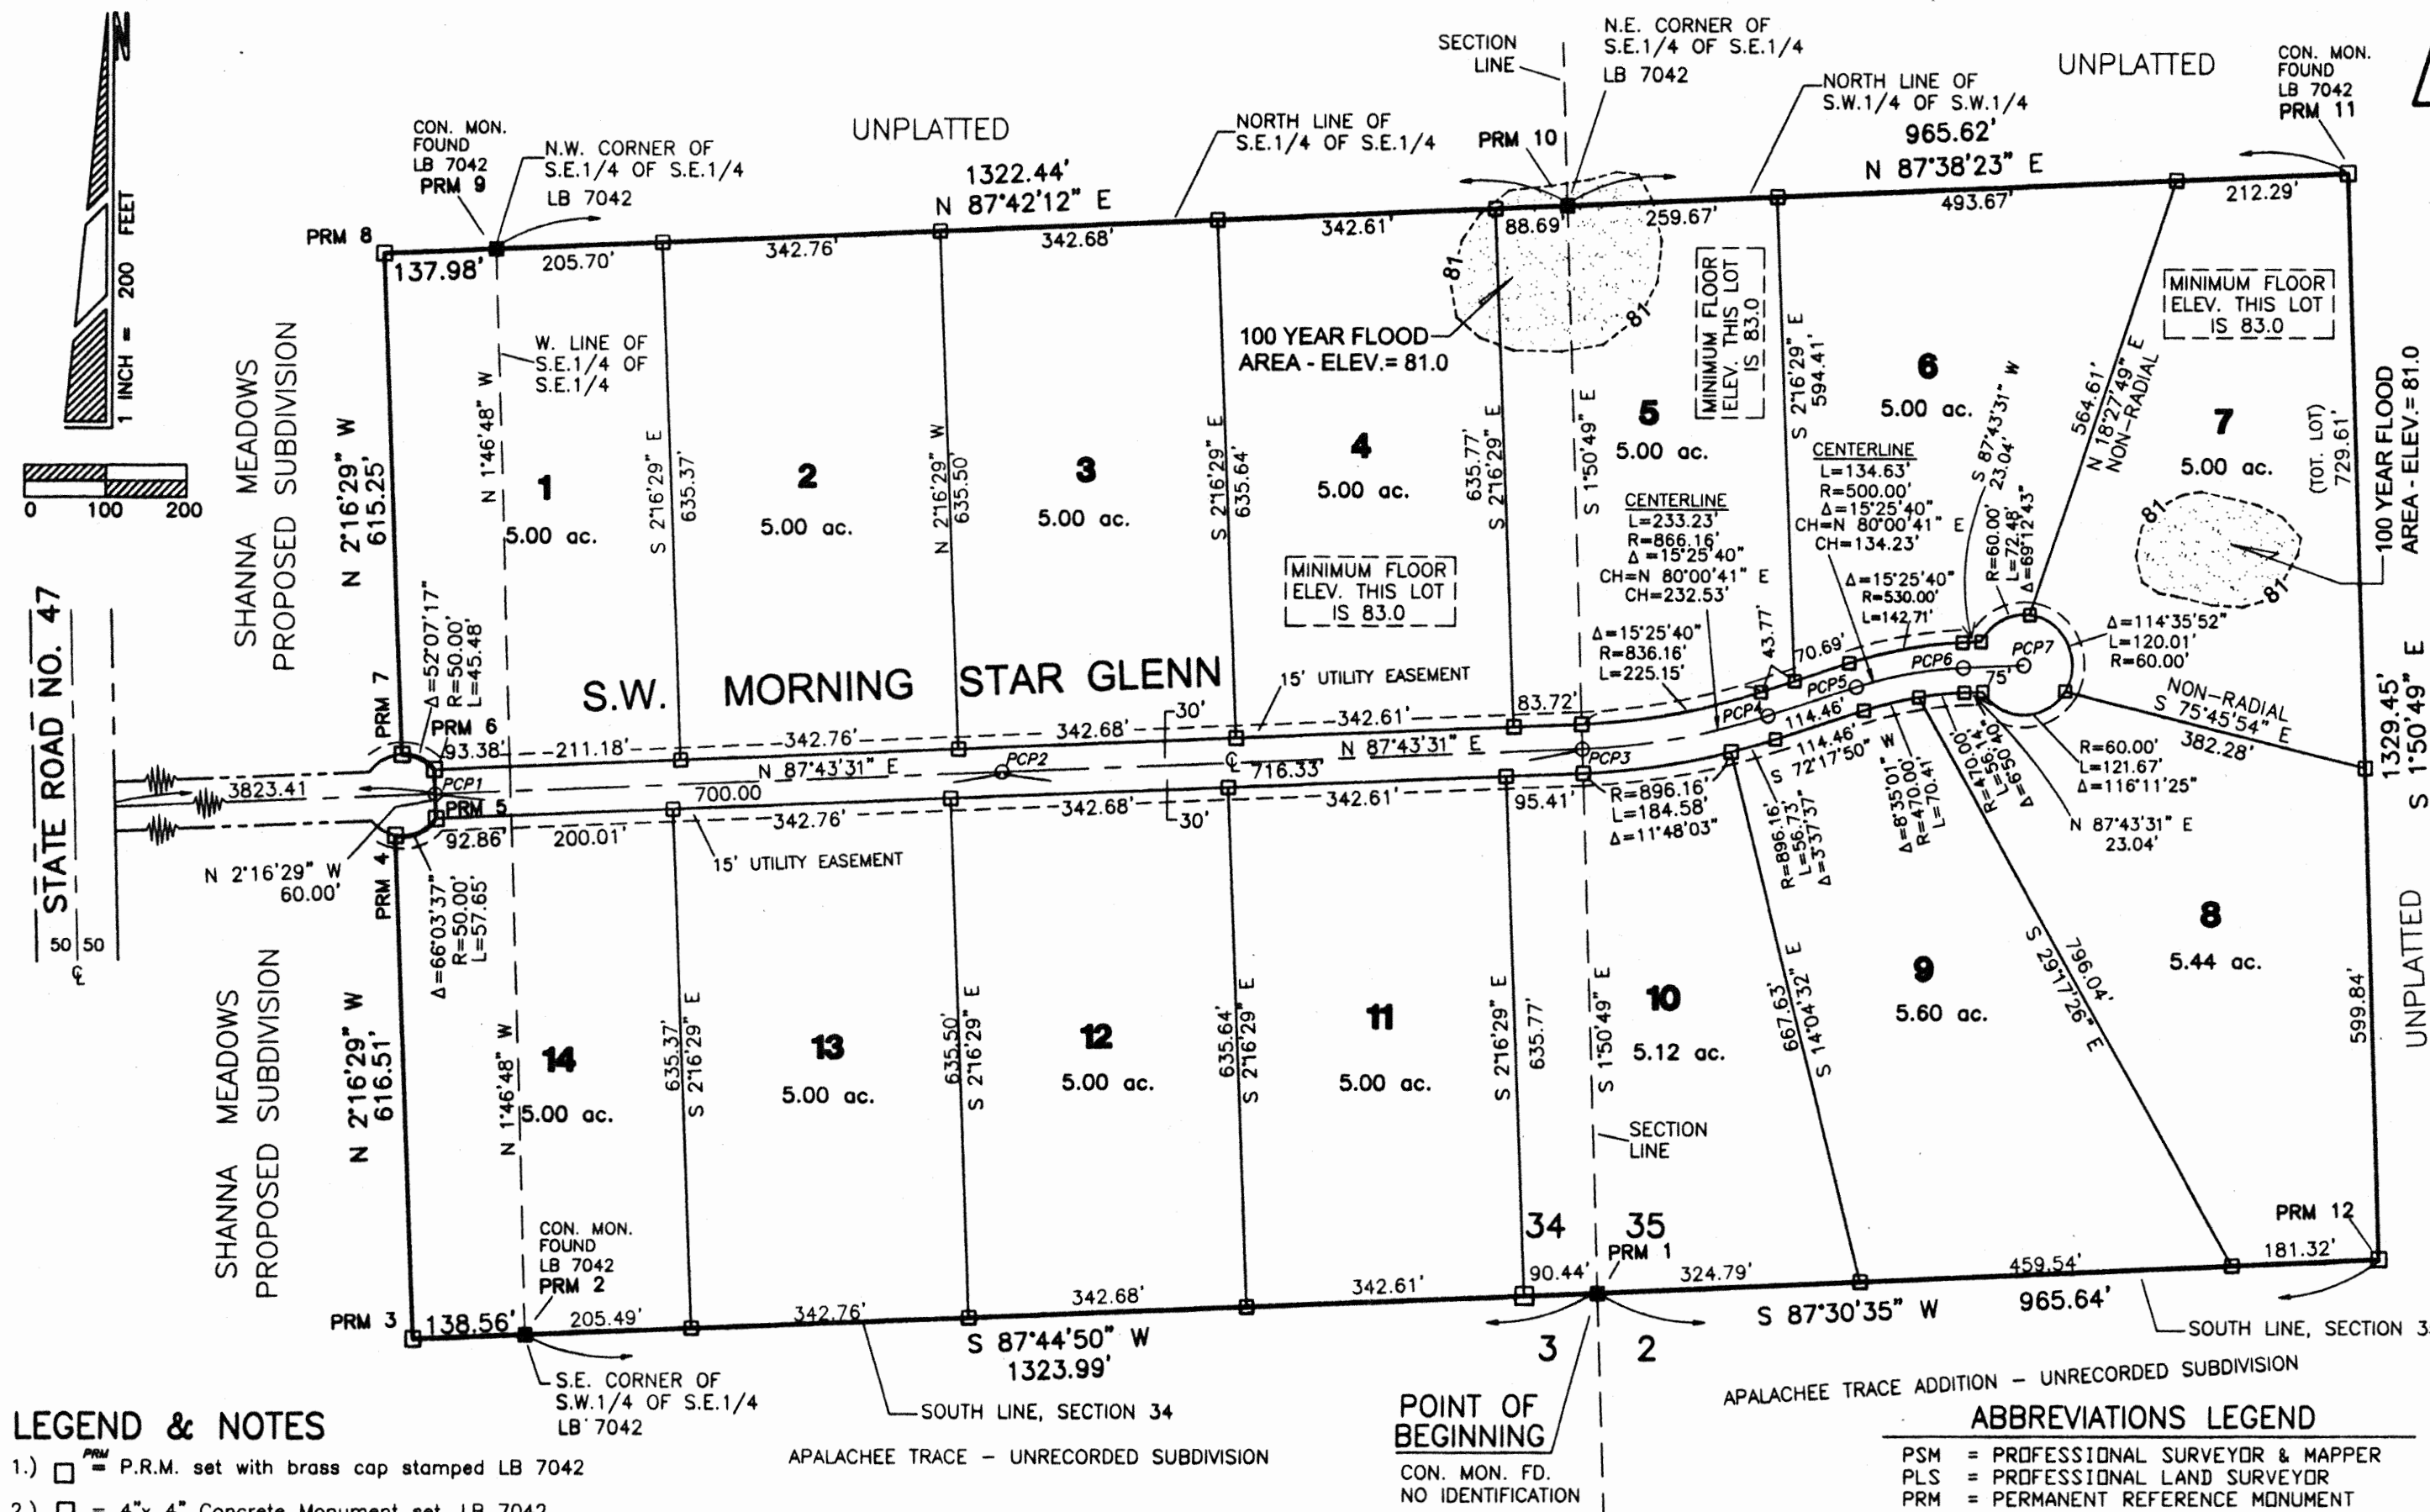 N
1 INCH = 200 FEET
0 100 200
STATE ROAD NO. 47
50 50
SHANNA MEADOWS
PROPOSED SUBDIVISION
SHANNA MEADOWS
PROPOSED SUBDIVISION
CON. MON.
FOUND
LB 7042
PRM 9
N.W. CORNER OF
S.E.1/4 OF S.E.1/4
LB 7042
UNPLATTED
1322.44'
N 87°42'12" E
NORTH LINE OF
S.E.1/4 OF S.E.1/4
SECTION
LINE
N.E. CORNER OF
S.E.1/4 OF S.E.1/4
LB 7042
PRM 10
NORTH LINE OF
S.W.1/4 OF S.W.1/4
965.62'
N 87°38'23" E
UNPLATTED
CON. MON.
FOUND
LB 7042
PRM 11
PRM 8
137.98'
205.70'
342.76'
342.68'
342.61'
88.69'
259.67'
493.67'
212.29'
W. LINE OF
S.E.1/4 OF
S.E.1/4
N 1°46'48" W
N 2°16'29" W
615.25'
1
5.00 ac.
S 2°16'29" E
635.37'
2
5.00 ac.
N 2°16'29" W
635.50'
3
5.00 ac.
S 2°16'29" E
635.64'
4
5.00 ac.
MINIMUM FLOOR
ELEV. THIS LOT
IS 83.0
100 YEAR FLOOD
AREA - ELEV.= 81.0
81
81
635.77'
S 2°16'29" E
S 1°50'49" E
5
5.00 ac.
MINIMUM FLOOR
ELEV. THIS LOT
IS 83.0
S 2°16'29" E
594.41'
6
5.00 ac.
S 87°43'31" W
23.04'
564.61'
N 18°27'49" E
NON-RADIAL
MINIMUM FLOOR
ELEV. THIS LOT
IS 83.0
7
5.00 ac.
(TOT. LOT)
729.61'
81
81
100 YEAR FLOOD
AREA - ELEV.= 81.0
CENTERLINE
L=233.23'
R=866.16'
Δ =15°25'40"
CH=N 80°00'41" E
CH=232.53'
CENTERLINE
L=134.63'
R=500.00'
Δ =15°25'40"
CH=N 80°00'41" E
CH=134.23'
Δ=15°25'40"
R=530.00'
L=142.71'
R=60.00'
L=72.48'
Δ=69°12'43"
Δ=15°25'40"
R=836.16'
L=225.15'
43.77'
70.69'
Δ=114°35'52"
L=120.01'
R=60.00'
PRM 7
Δ=52°07'17"
R=50.00'
L=45.48'
PRM 6
S.W. MORNING STAR GLENN
15' UTILITY EASEMENT
93.38'
211.18'
342.76'
342.68'
342.61'
83.72'
30'
N 87°43'31" E
PCP1
PCP2
PCP3
PCP4
PCP5
PCP6
PCP7
75'
N 87°43'31" E
716.33'
700.00
3823.41
114.46'
114.46'
S 72°17'50" W
NON-RADIAL
S 75°45'54" E
382.28'
1329.45'
S 1°50'49" E
PRM 5
92.86'
200.01'
342.76'
342.68'
342.61'
95.41'
30'
15' UTILITY EASEMENT
N 2°16'29" W
60.00'
PRM 4
Δ=66°03'37"
R=50.00'
L=57.65'
R=896.16'
L=184.58'
Δ=11°48'03"
R=896.16'
L=56.73'
Δ=3°37'37"
Δ=8°35'01"
R=470.00'
L=70.41'
R=470.00'
L=56.14'
Δ=6°50'40"
R=60.00'
L=121.67'
Δ=116°11'25"
N 87°43'31" E
23.04'
N 2°16'29" W
616.51'
N 1°46'48" W
14
5.00 ac.
635.37'
S 2°16'29" E
13
5.00 ac.
635.50'
S 2°16'29" E
12
5.00 ac.
635.64'
S 2°16'29" E
11
5.00 ac.
S 2°16'29" E
635.77'
S 1°50'49" E
10
5.12 ac.
667.63'
S 14°04'32" E
9
5.60 ac.
796.04'
S 29°17'26" E
8
5.44 ac.
599.84'
UNPLATTED
SECTION
LINE
34 35
PRM 1
CON. MON.
FOUND
LB 7042
PRM 2
PRM 3
138.56'
205.49'
342.76'
342.68'
342.61'
90.44'
324.79'
459.54'
181.32'
PRM 12
S 87°44'50" W
1323.99'
S 87°30'35" W
965.64'
3 2
SOUTH LINE, SECTION 3
S.E. CORNER OF
S.W.1/4 OF S.E.1/4
LB 7042
SOUTH LINE, SECTION 34
APALACHEE TRACE - UNRECORDED SUBDIVISION
POINT OF
BEGINNING
CON. MON. FD.
NO IDENTIFICATION
APALACHEE TRACE ADDITION - UNRECORDED SUBDIVISION
LEGEND & NOTES
1.) PRM = P.R.M. set with brass cap stamped LB 7042
2.) = 4"x 4" Concrete Monument set, LB 7042
ABBREVIATIONS LEGEND
PSM = PROFESSIONAL SURVEYOR & MAPPER
PLS = PROFESSIONAL LAND SURVEYOR
PRM = PERMANENT REFERENCE MONUMENT